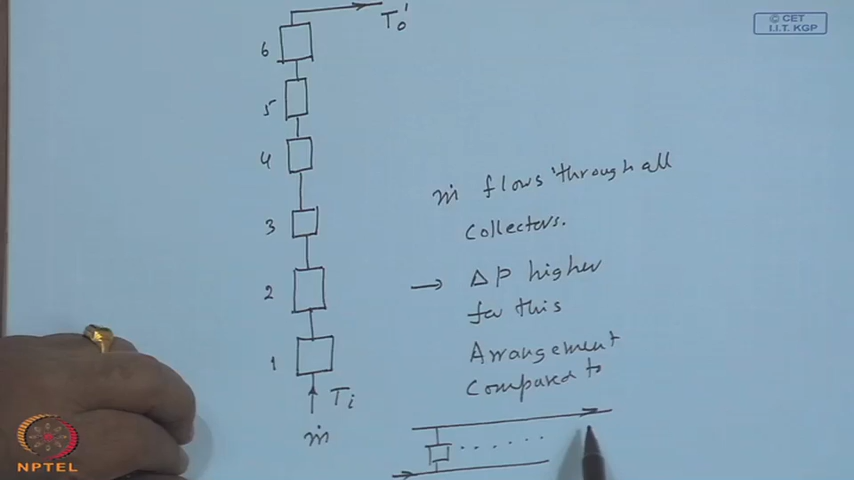 T₀'
© CET
I.I.T. KGP
6
5
4
3
2
1
Tᵢ
ṁ
ṁ flows through all
Collectors.
→ ΔP higher
for this
Arrangement
Compared to
NPTEL